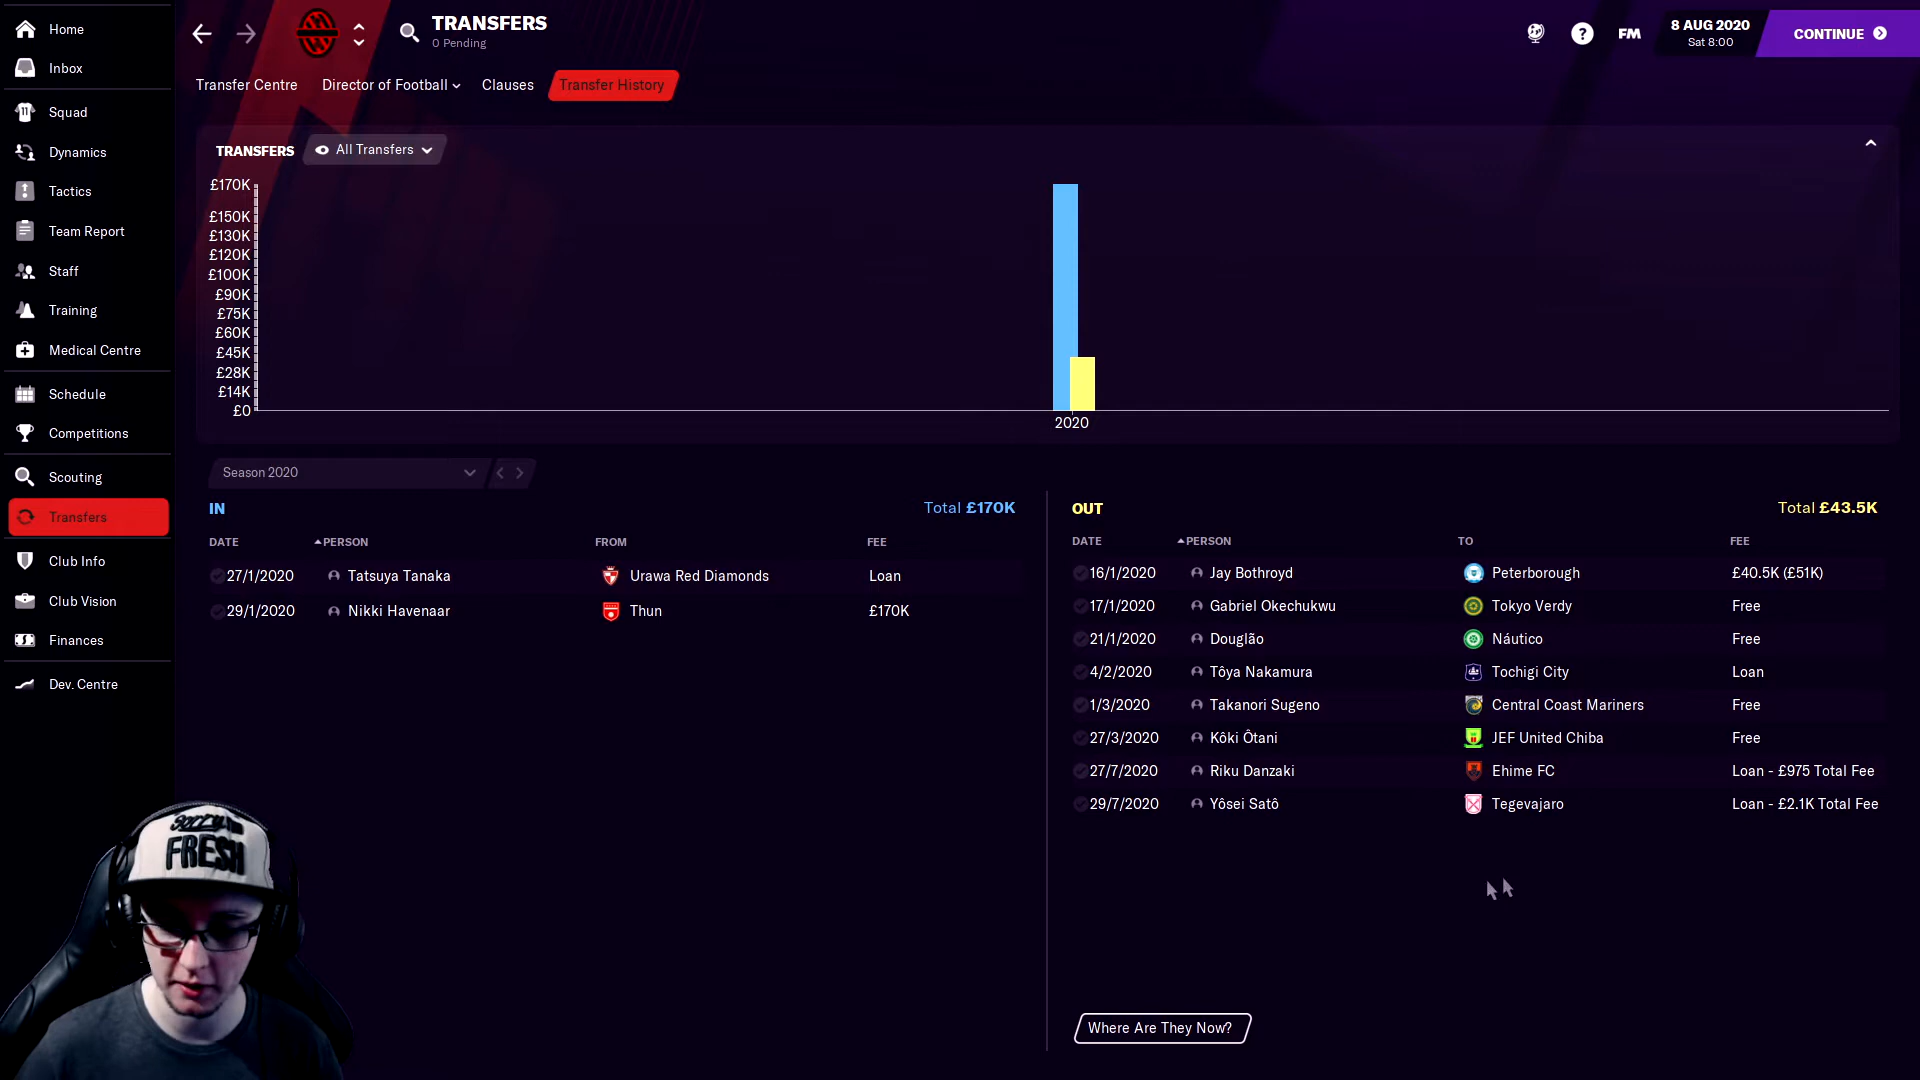 Home
Inbox
Squad
Dynamics
Tactics
Team Report
Staff
Training
Medical Centre
Schedule
Competitions
Scouting
Transfers
Club Info
Club Vision
Finances
Dev. Centre
TRANSFERS
0 Pending
? FM 8 AUG 2020 CONTINUE
Sat 8:00
Transfer Centre Director of Football Clauses Transfer History
TRANSFERS All Transfers
£170K
£150K
£130K
£120K
£100K
£90K
£75K
£60K
£45K
£28K
£14K
£0
2020
Season 2020
IN Total £170K
DATE PERSON FROM FEE
27/1/2020 Tatsuya Tanaka Urawa Red Diamonds Loan
29/1/2020 Nikki Havenaar Thun £170K
OUT Total £43.5K
DATE PERSON TO FEE
16/1/2020 Jay Bothroyd Peterborough £40.5K (£51K)
17/1/2020 Gabriel Okechukwu Tokyo Verdy Free
21/1/2020 Douglão Náutico Free
4/2/2020 Tôya Nakamura Tochigi City Loan
1/3/2020 Takanori Sugeno Central Coast Mariners Free
27/3/2020 Kôki Ôtani JEF United Chiba Free
27/7/2020 Riku Danzaki Ehime FC Loan - £975 Total Fee
29/7/2020 Yôsei Satô Tegevajaro Loan - £2.1K Total Fee
Where Are They Now?
FRESH